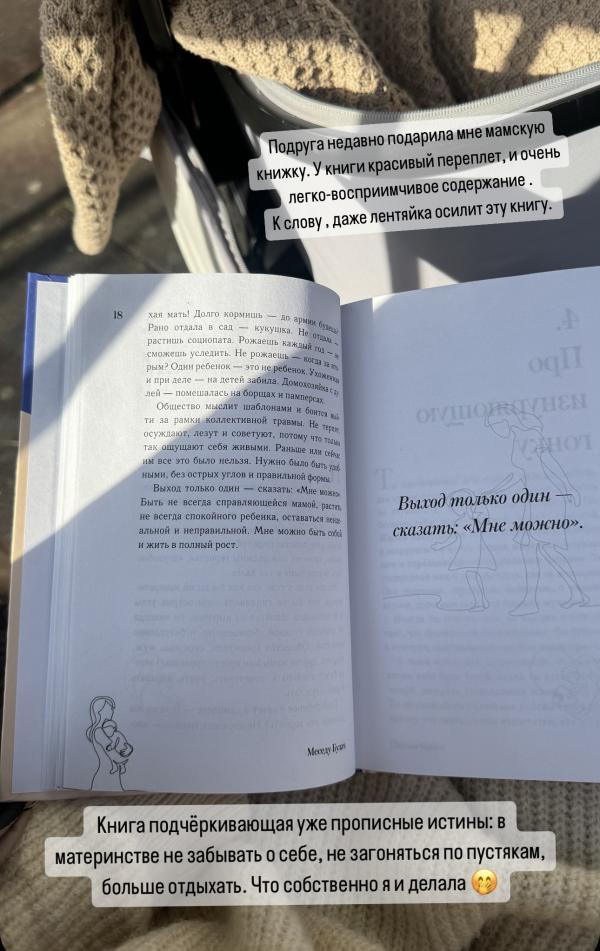 Подруга недавно подарила мне мамскую
книжку. У книги красивый переплет, и очень
легко-восприимчивое содержание .
К слову , даже лентяйка осилит эту книгу.
18
хая мать! Долго кормишь — до армии будешь?
Рано отдала в сад — кукушка. Не отдала —
растишь социопата. Рожаешь каждый год — не
сможешь уследить. Не рожаешь — когда за
рым? Один ребенок — это не ребенок. Ухоженная
и при деле — на детей забила. Домохозяйка с
лей — помешалась на борщах и памперсах.
Общество мыслит шаблонами и боится
ти за рамки коллективной травмы. Не терпят,
осуждают, лезут и советуют, потому что только
так ощущают себя живыми. Раньше или сейчас
им все это было нельзя. Нужно было быть
ными, без острых углов и правильной формы.
Выход только один — сказать: «Мне можно».
Быть не всегда справляющейся мамой, растить
не всегда спокойного ребенка, оставаться
альной и неправильной. Мне можно быть собой
и жить в полный рост.
4.
Про
изнуряющую
гонку
Выход только один —
сказать: «Мне можно».
Меседу
Книга подчёркивающая уже прописные истины: в
материнстве не забывать о себе, не загоняться по пустякам,
больше отдыхать. Что собственно я и делала 🤭